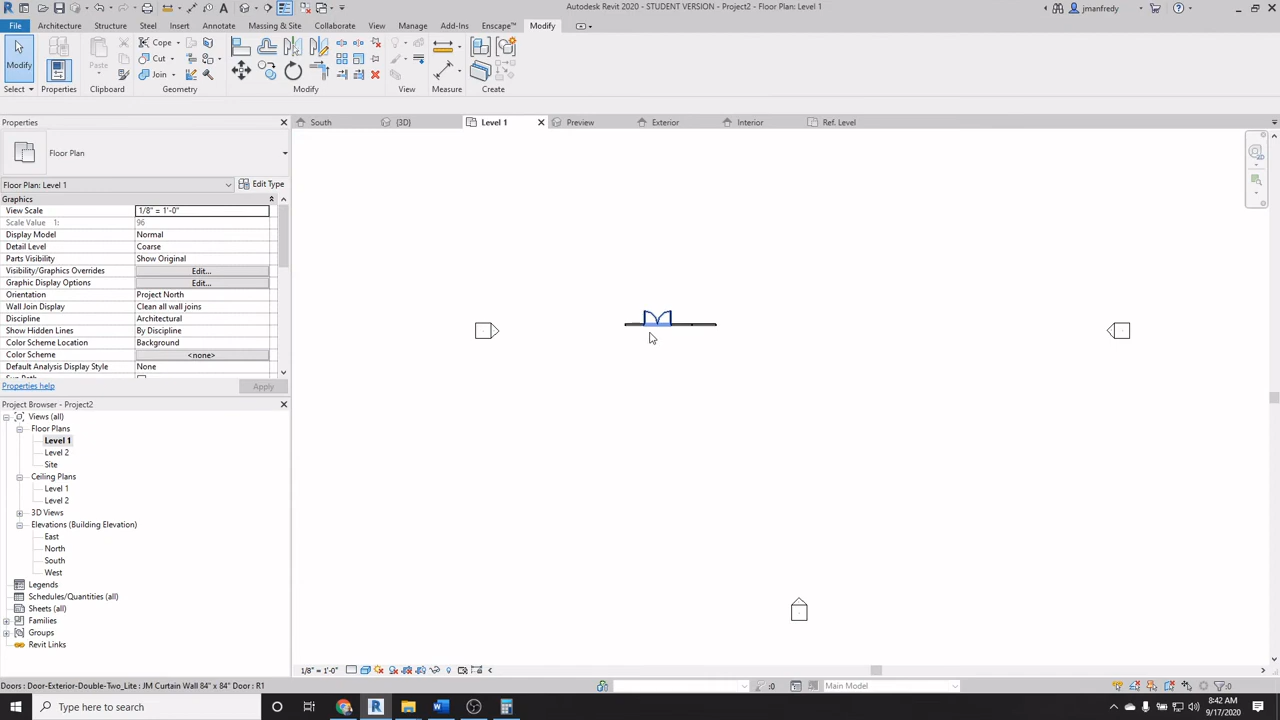 Autodesk Revit 2020 - STUDENT VERSION - Project2 - Floor Plan: Level 1
jmanfredy
File Architecture Structure Steel Insert Annotate Massing & Site Collaborate View Manage Add-Ins Enscape™ Modify
Modify
Paste
Cope
Cut
Join
Select Properties Clipboard Geometry Modify View Measure Create
Properties
South {3D} Level 1 Preview Exterior Interior Ref. Level
Floor Plan
Floor Plan: Level 1 Edit Type
Graphics
View Scale 1/8" = 1'-0"
Scale Value 1: 96
Display Model Normal
Detail Level Coarse
Parts Visibility Show Original
Visibility/Graphics Overrides Edit...
Graphic Display Options Edit...
Orientation Project North
Wall Join Display Clean all wall joins
Discipline Architectural
Show Hidden Lines By Discipline
Color Scheme Location Background
Color Scheme <none>
Default Analysis Display Style None
Properties help Apply
Project Browser - Project2
Views (all)
Floor Plans
Level 1
Level 2
Site
Ceiling Plans
Level 1
Level 2
3D Views
Elevations (Building Elevation)
East
North
South
West
Legends
Schedules/Quantities (all)
Sheets (all)
Families
Groups
Revit Links
1/8" = 1'-0"
Doors : Door-Exterior-Double-Two_Lite : JM Curtain Wall 84" x 84" Door : R1 :0 Main Model :0
Type here to search
8:42 AM
9/17/2020